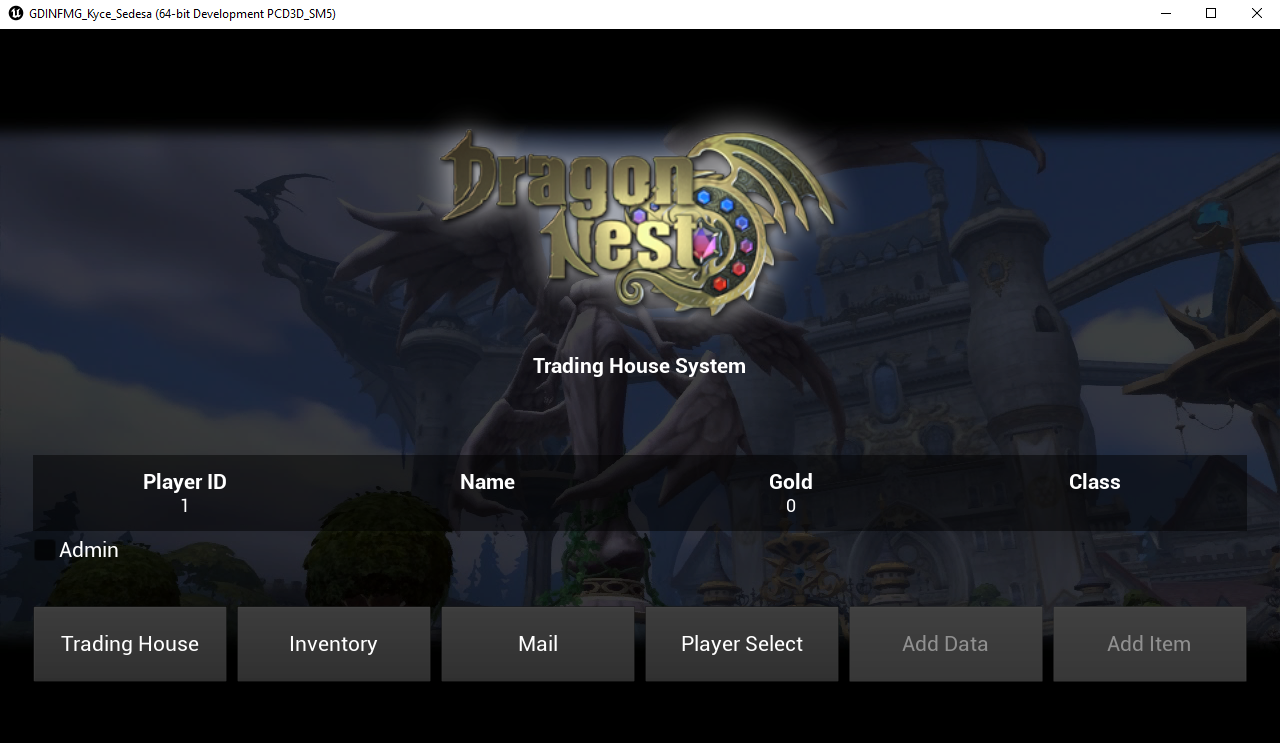 GDINFMG_Kyce_Sedesa (64-bit Development PCD3D_SM5)
Dragon
Nest
Trading House System
Player ID Name Gold Class
1 0
Admin
Trading House Inventory Mail Player Select Add Data Add Item